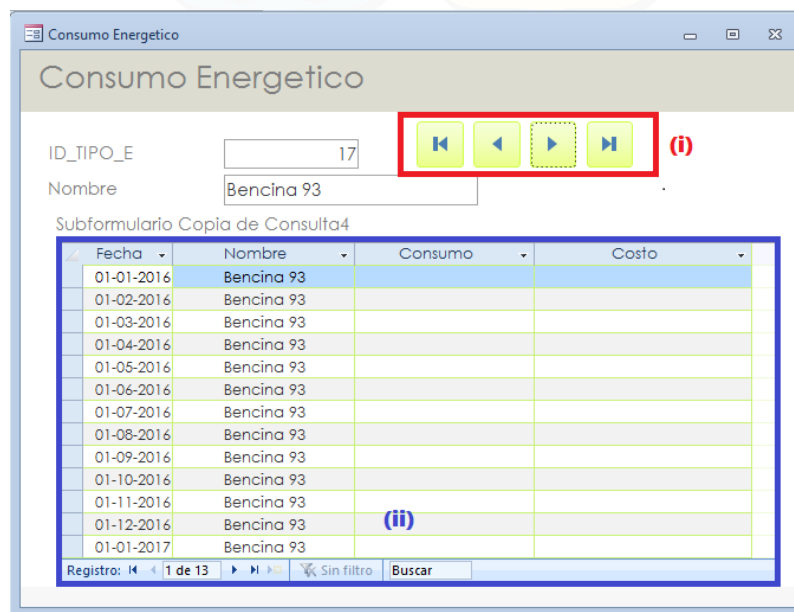 Consumo Energetico
Consumo Energetico
ID_TIPO_E 17 (i)
Nombre Bencina 93
Subformulario Copia de Consulta4
Fecha Nombre Consumo Costo
01-01-2016 Bencina 93
01-02-2016 Bencina 93
01-03-2016 Bencina 93
01-04-2016 Bencina 93
01-05-2016 Bencina 93
01-06-2016 Bencina 93
01-07-2016 Bencina 93
01-08-2016 Bencina 93
01-09-2016 Bencina 93
01-10-2016 Bencina 93
01-11-2016 Bencina 93
01-12-2016 Bencina 93 (ii)
01-01-2017 Bencina 93
Registro: 1 de 13 Sin filtro Buscar